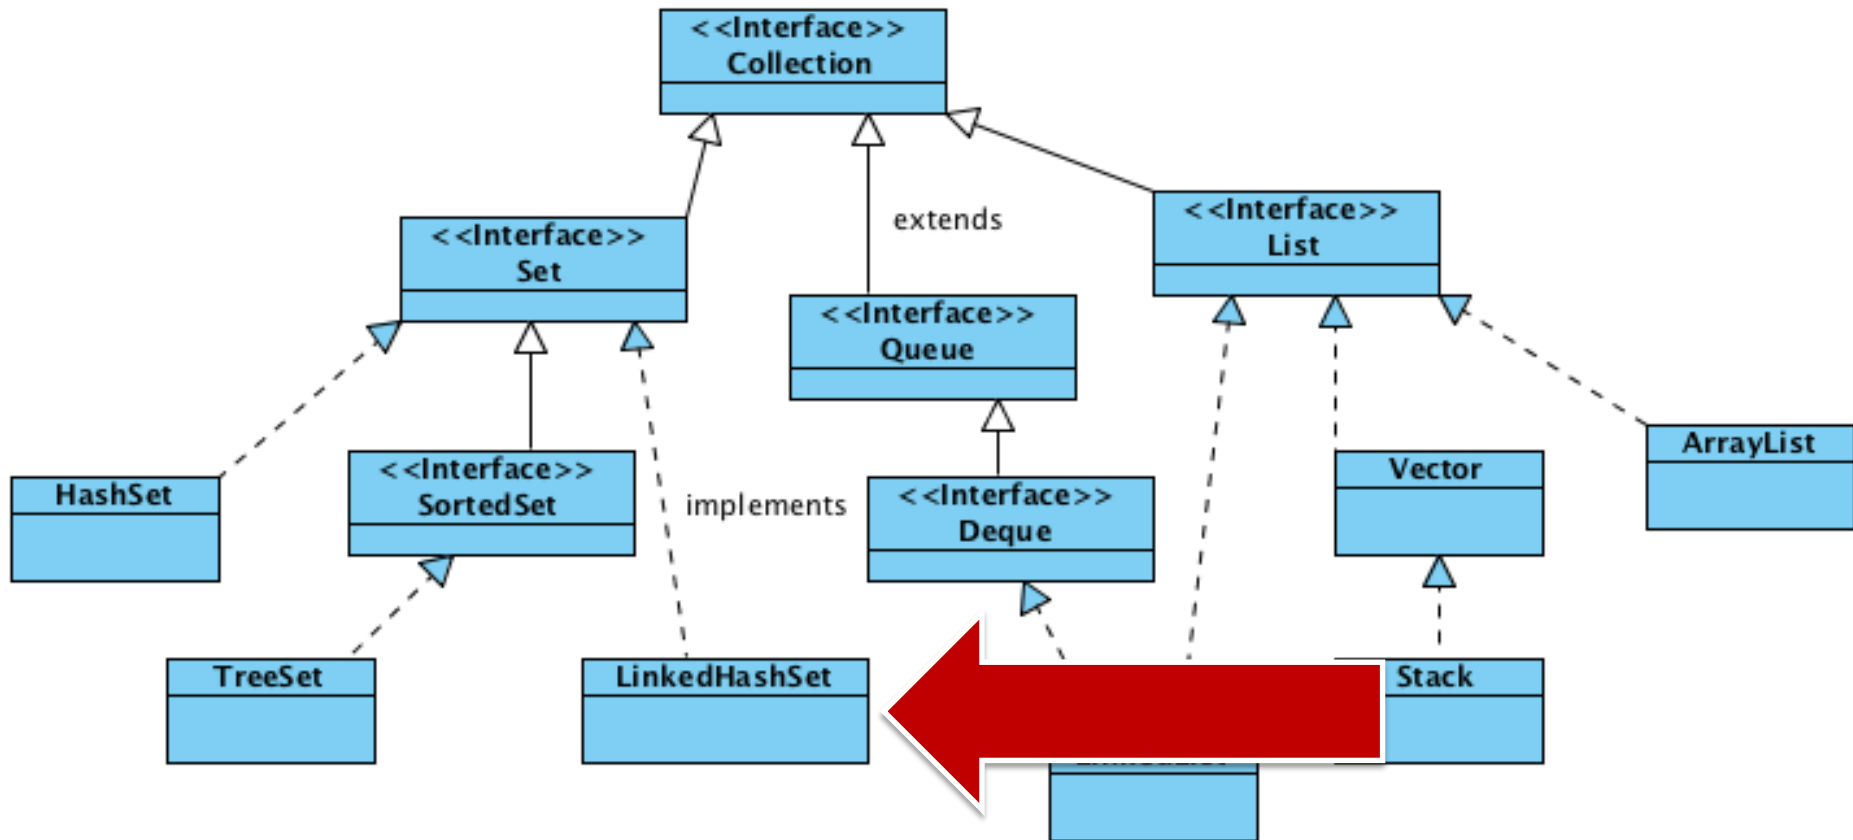 <<Interface>>
Collection
<<Interface>>
Set
extends
<<Interface>>
List
<<Interface>>
Queue
HashSet
<<Interface>>
SortedSet
implements
<<Interface>>
Deque
Vector
ArrayList
TreeSet
LinkedHashSet
Stack